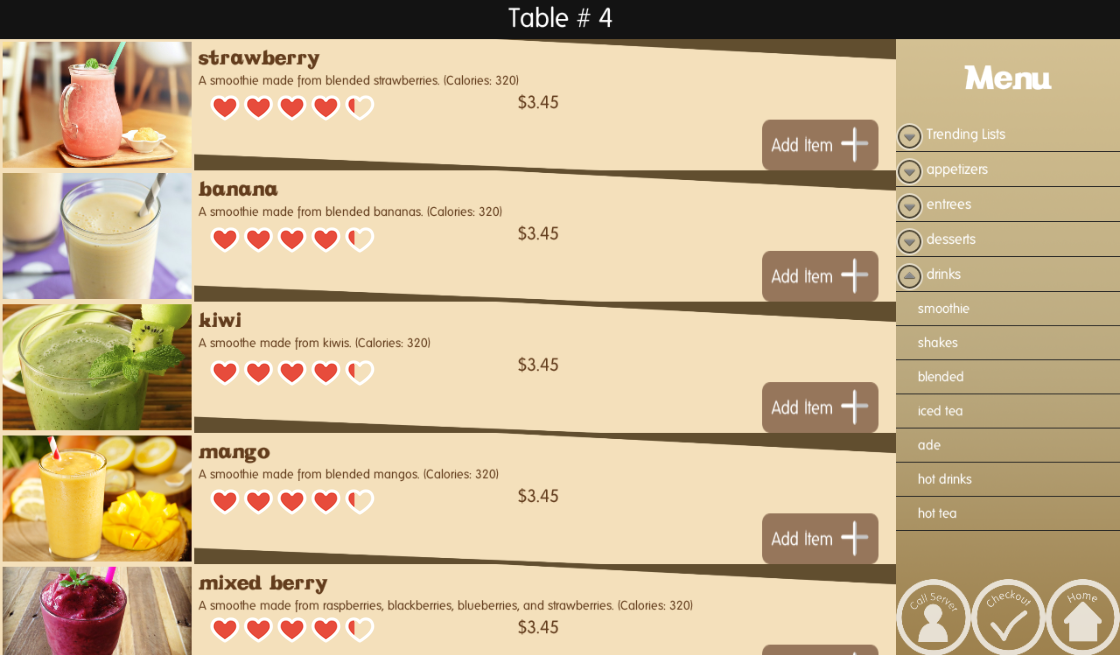 Table # 4
strawberry
A smoothie made from blended strawberries. (Calories: 320)
$3.45
Add Item
banana
A smoothie made from blended bananas. (Calories: 320)
$3.45
Add Item
kiwi
A smoothe made from kiwis. (Calories: 320)
$3.45
Add Item
mango
A smoothie made from blended mangos. (Calories: 320)
$3.45
Add Item
mixed berry
A smoothe made from raspberries, blackberries, blueberries, and strawberries. (Calories: 320)
$3.45
Menu
Trending Lists
appetizers
entrees
desserts
drinks
smoothie
shakes
blended
iced tea
ade
hot drinks
hot tea
Call Server
Checkout
Home